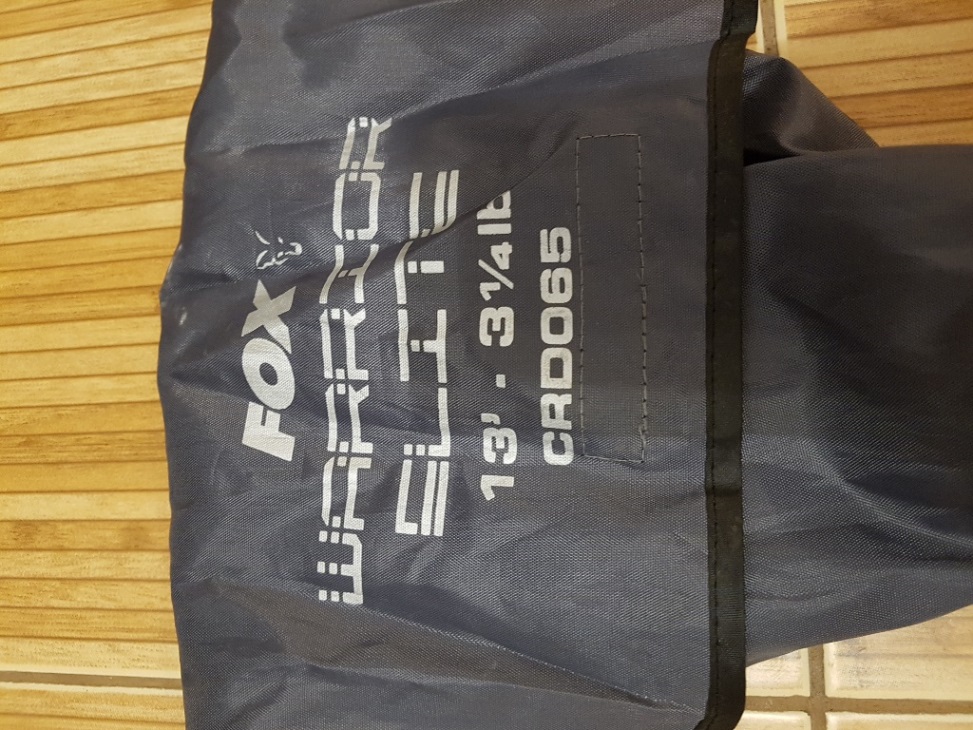 FOX
WARRIOR
ELITE
13' - 3¼lb
CRD065